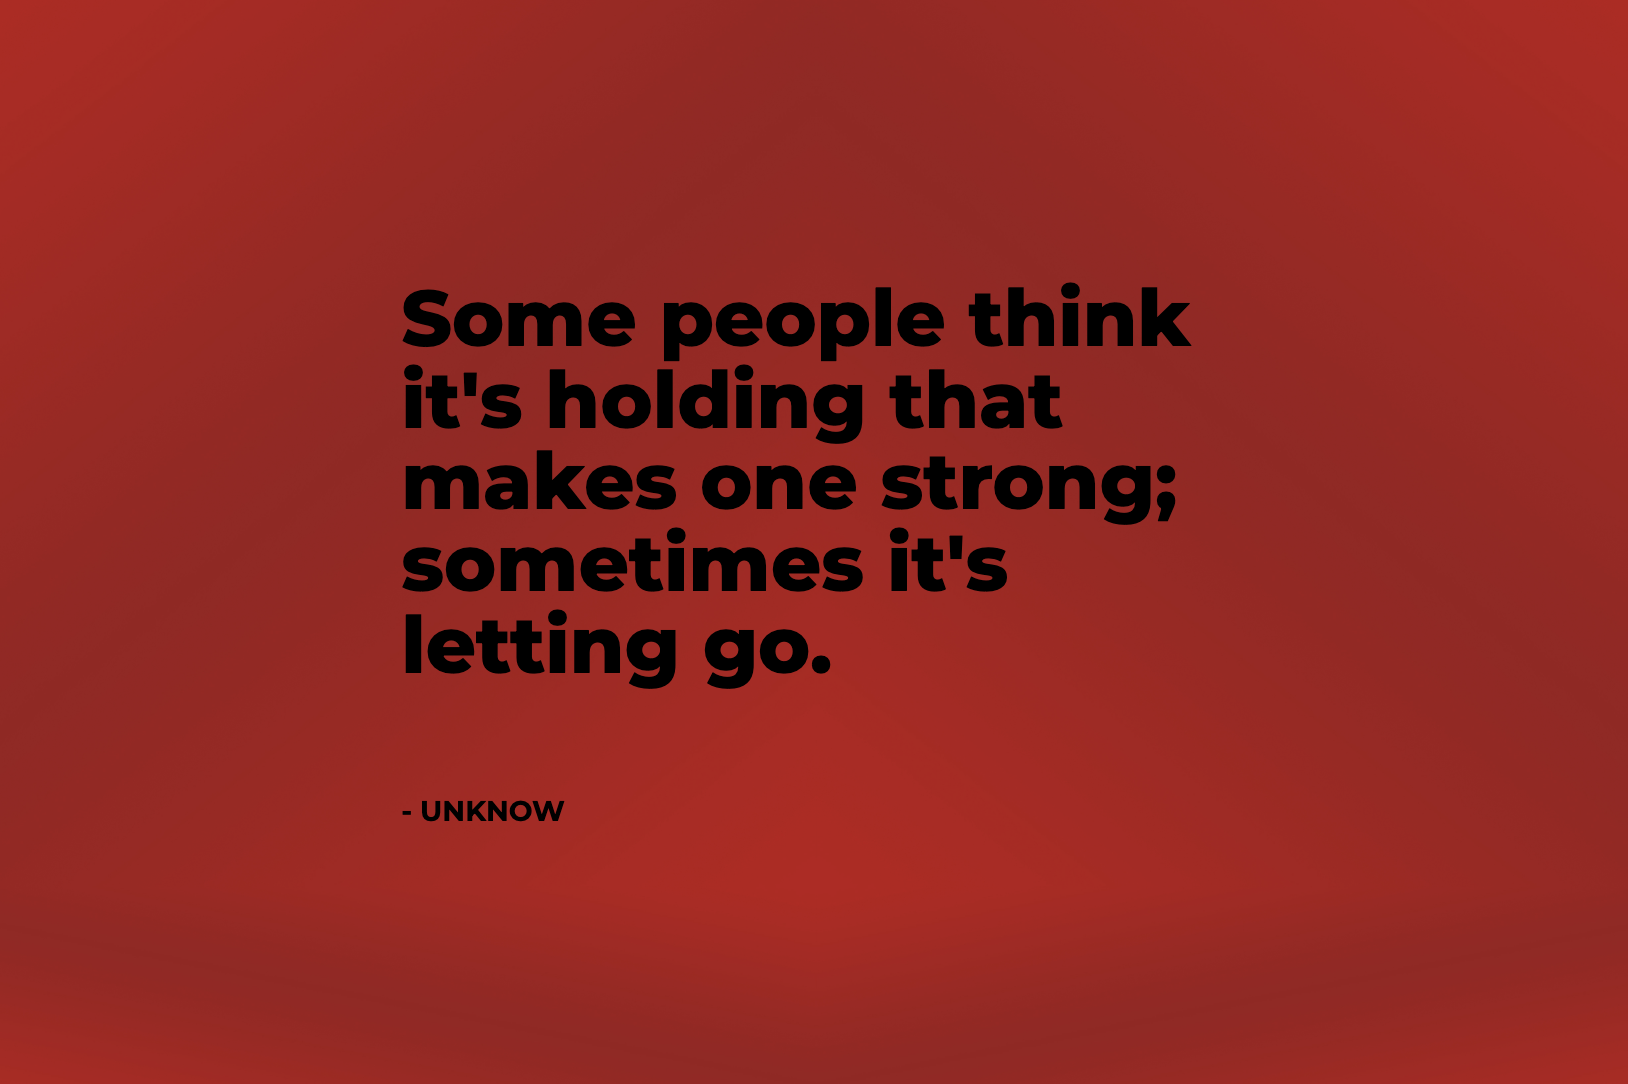 Some people think
it's holding that
makes one strong;
sometimes it's
letting go.
- UNKNOW